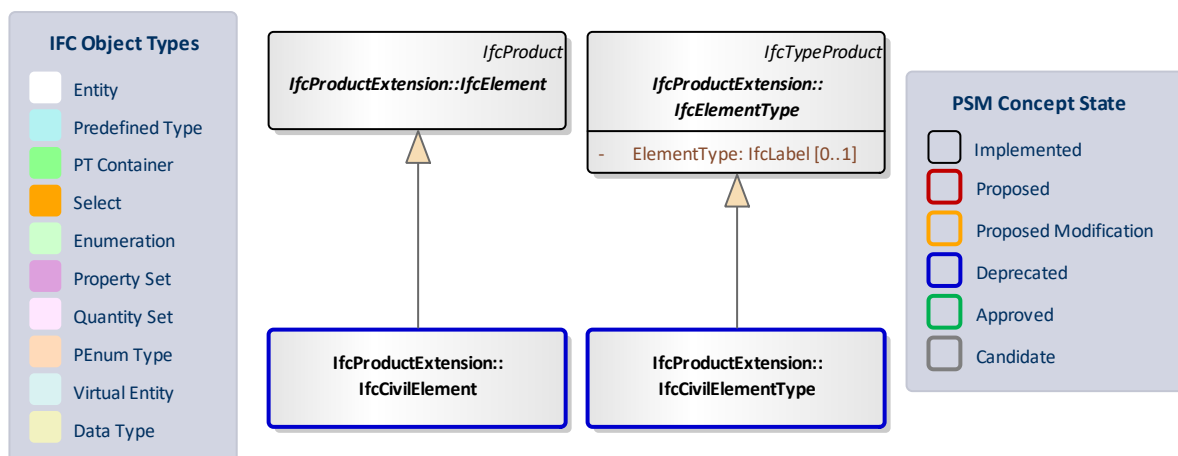 IFC Object Types
Entity
Predefined Type
PT Container
Select
Enumeration
Property Set
Quantity Set
PEnum Type
Virtual Entity
Data Type
IfcProduct
IfcProductExtension::IfcElement
IfcTypeProduct
IfcProductExtension::
IfcElementType
- ElementType: IfcLabel [0..1]
IfcProductExtension::
IfcCivilElement
IfcProductExtension::
IfcCivilElementType
PSM Concept State
Implemented
Proposed
Proposed Modification
Deprecated
Approved
Candidate